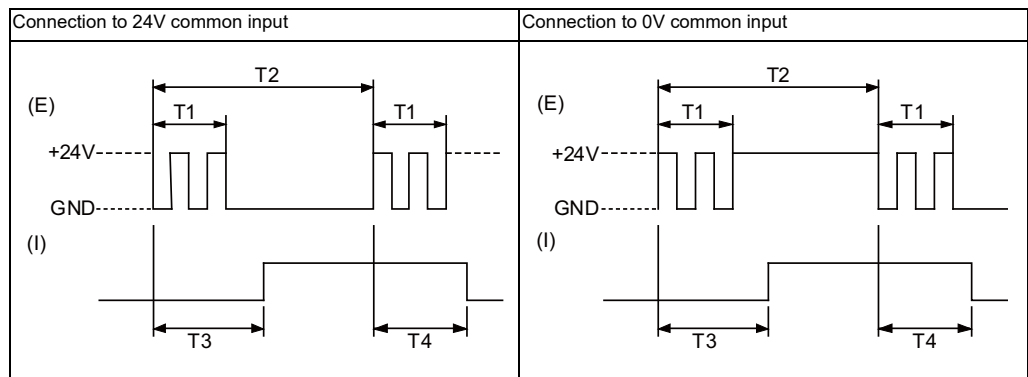 Connection to 24V common input
Connection to 0V common input
T2
(E)
T1
T1
+24V
GND
(I)
T3
T4
T2
(E)
T1
T1
+24V
GND
(I)
T3
T4